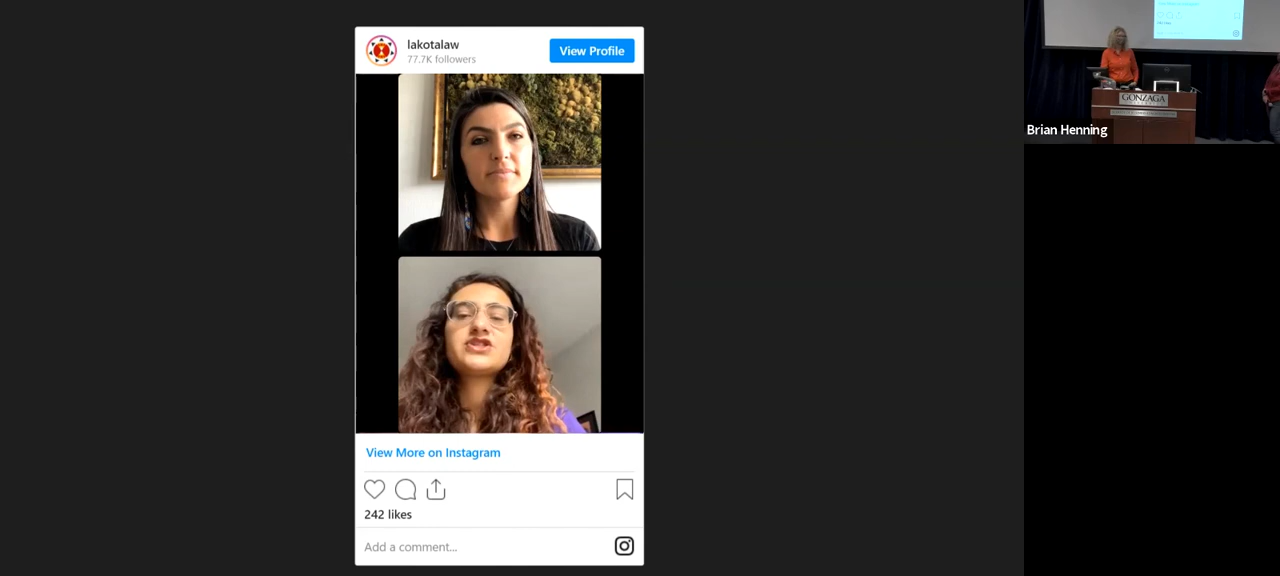 lakotalaw
77.7K followers
View Profile
View More on Instagram
242 likes
Add a comment...
GONZAGA
Brian Henning